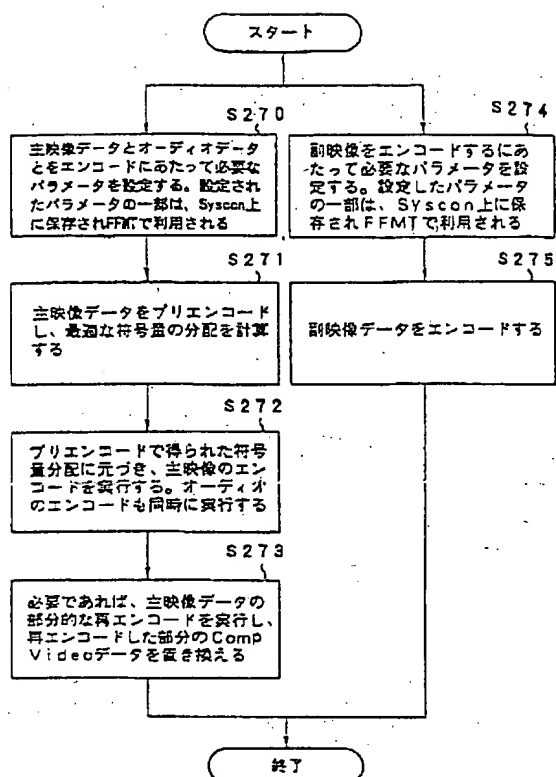 スタート
S270
主映像データとオーディオデータ
とをエンコードにあたって必要な
パラメータを設定する。設定され
たパラメータの一部は、Syscon上
に保存されFFMTで利用される
S271
主映像データをプリエンコード
し、最適な符号量の分配を計算
する
S272
プリエンコードで得られた符号
量分配に元づき、主映像のエン
コードを実行する。オーディオ
のエンコードも同時に実行する
S273
必要であれば、主映像データの
部分的な再エンコードを実行し、
再エンコードした部分のComp
Videoデータを置き換える
S274
副映像をエンコードするにあ
たって必要なパラメータを設
定する。設定したパラメータ
の一部は、Syscon上に保
存されFFMTで利用される
S275
副映像データをエンコードする
終了